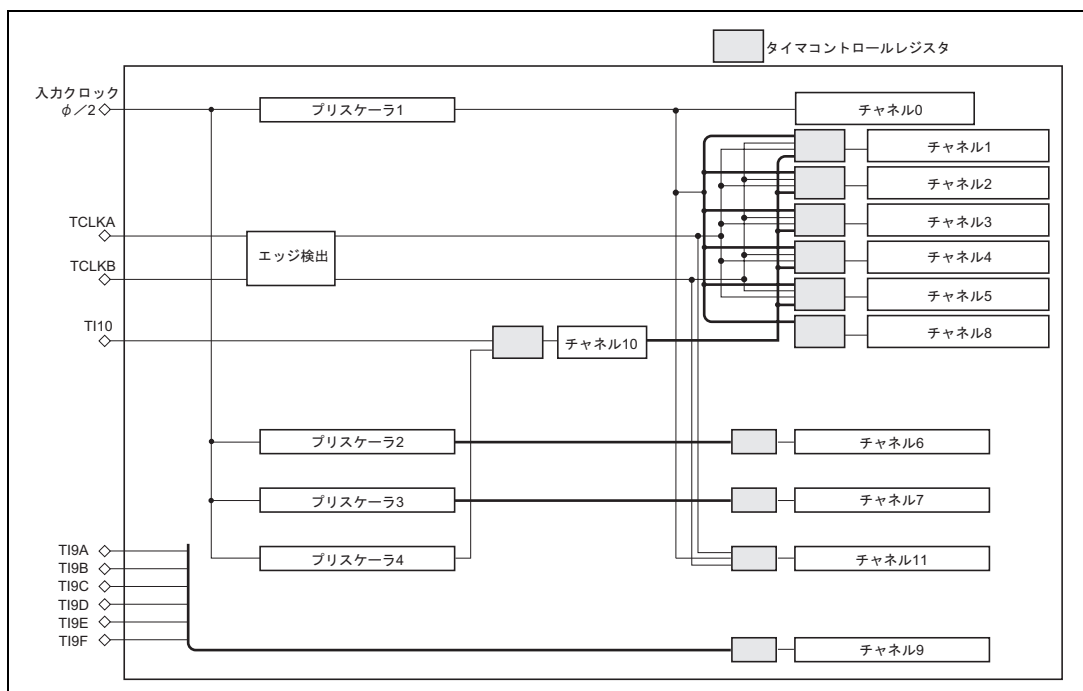 タイマコントロールレジスタ
入力クロック
φ／2
プリスケーラ1
チャネル0
チャネル1
チャネル2
TCLKA
エッジ検出
チャネル3
TCLKB
チャネル4
チャネル5
TI10
チャネル10
チャネル8
プリスケーラ2
チャネル6
プリスケーラ3
チャネル7
TI9A
プリスケーラ4
チャネル11
TI9B
TI9C
TI9D
TI9E
TI9F
チャネル9